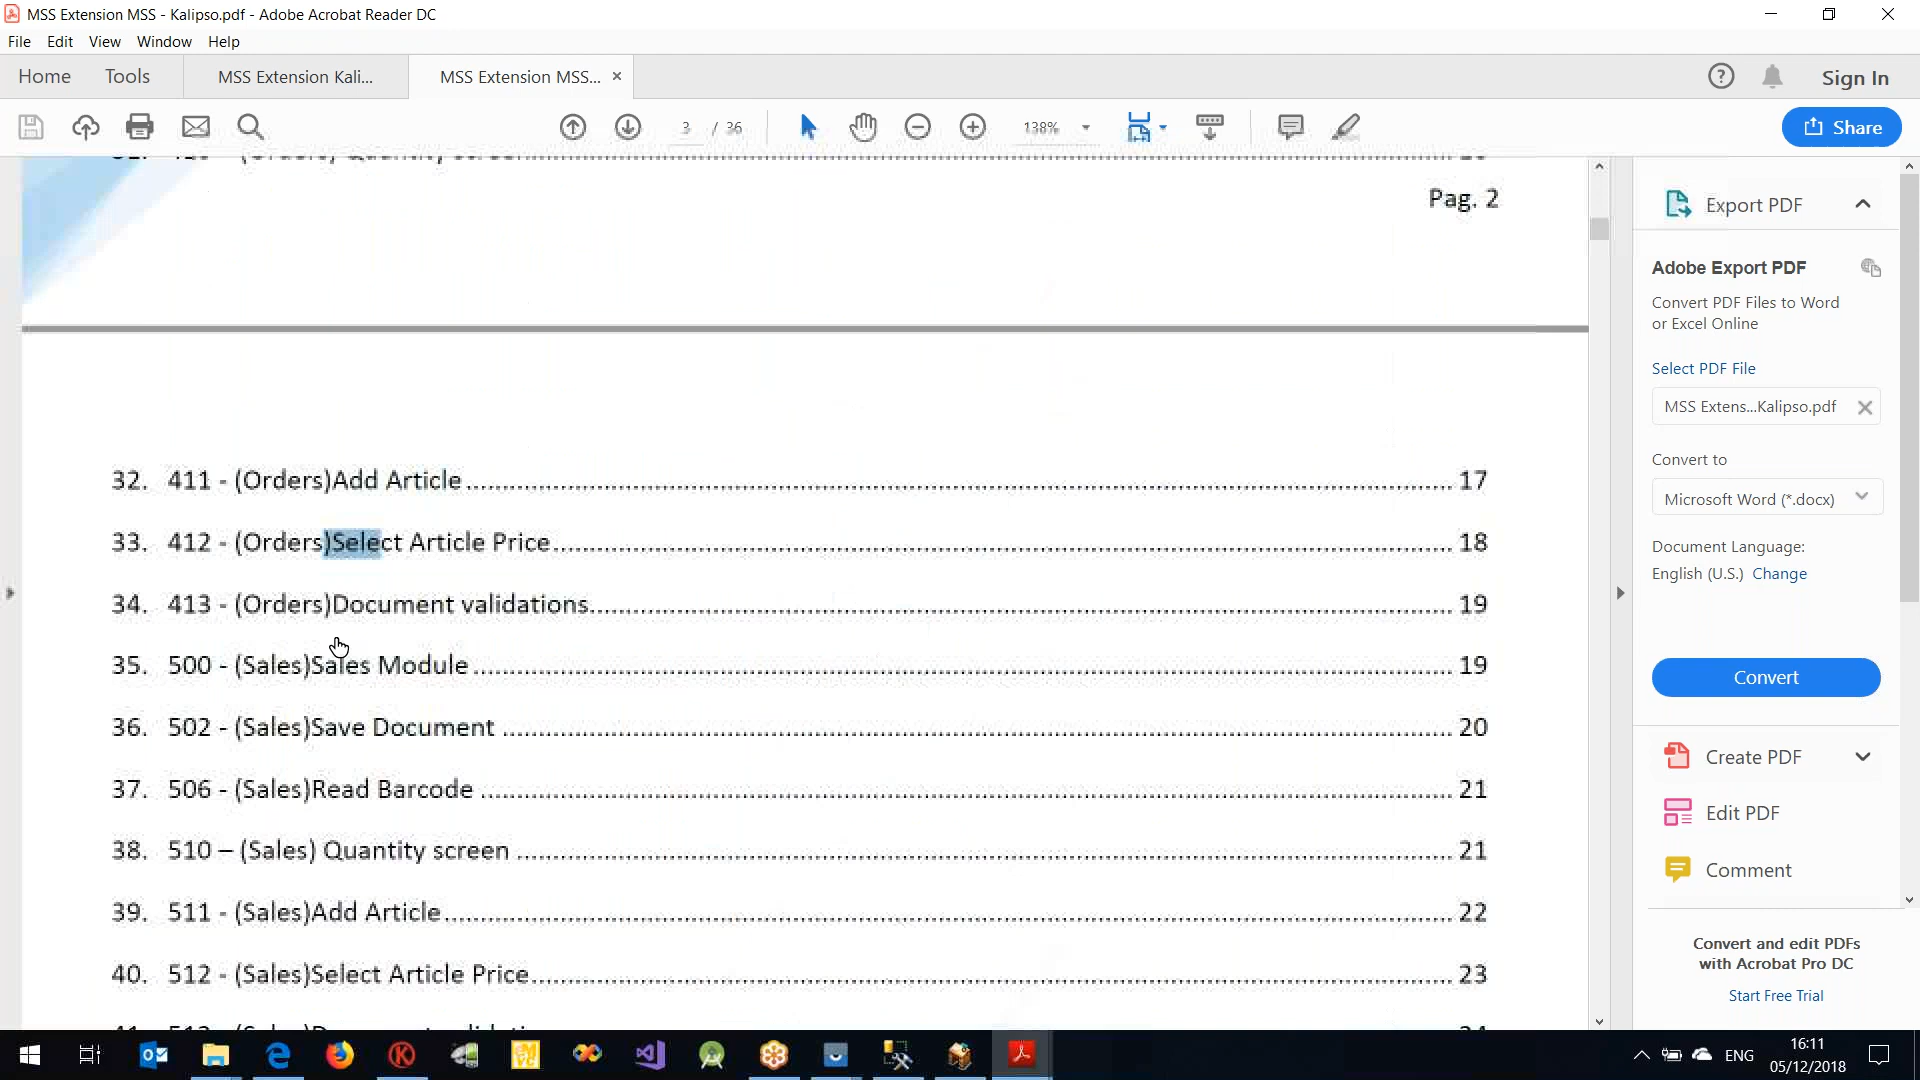 MSS Extension MSS - Kalipso.pdf - Adobe Acrobat Reader DC
File Edit View Window Help
Home Tools MSS Extension Kali... MSS Extension MSS... Sign In
3 / 36 138% Share
Pag. 2
32. 411 - (Orders)Add Article 17
33. 412 - (Orders)Select Article Price 18
34. 413 - (Orders)Document validations 19
35. 500 - (Sales)Sales Module 19
36. 502 - (Sales)Save Document 20
37. 506 - (Sales)Read Barcode 21
38. 510 – (Sales) Quantity screen 21
39. 511 - (Sales)Add Article 22
40. 512 - (Sales)Select Article Price 23
Export PDF
Adobe Export PDF
Convert PDF Files to Word
or Excel Online
Select PDF File
MSS Extens...Kalipso.pdf
Convert to
Microsoft Word (*.docx)
Document Language:
English (U.S.) Change
Convert
Create PDF
Edit PDF
Comment
Convert and edit PDFs
with Acrobat Pro DC
Start Free Trial
ENG
16:11
05/12/2018